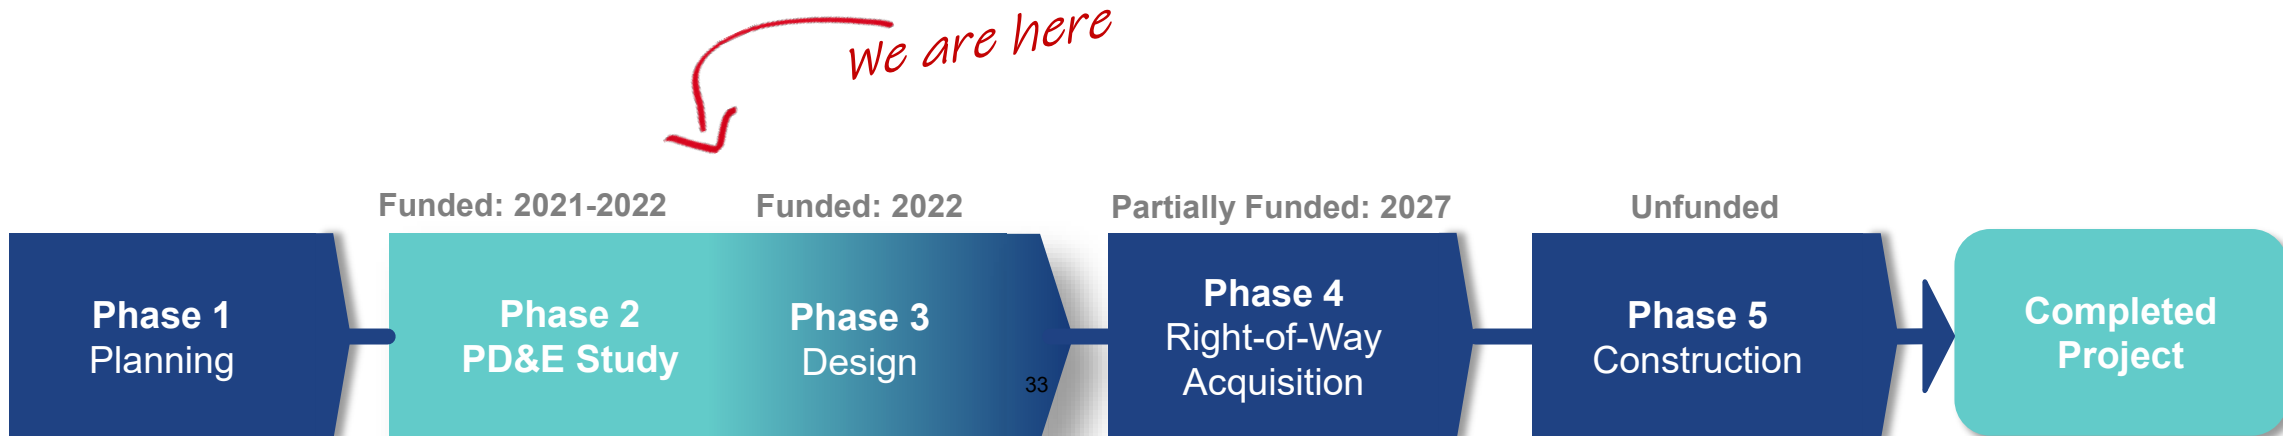 We are here
Funded: 2021-2022
Funded: 2022
Partially Funded: 2027
Unfunded
Phase 1
Planning
Phase 2
PD&E Study
Phase 3
Design
33
Phase 4
Right-of-Way
Acquisition
Phase 5
Construction
Completed
Project